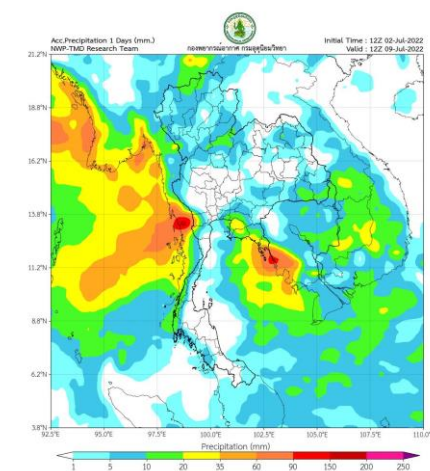 Acc.Precipitation 1 Days (mm.)
NWP-TMD Research Team
กองพยากรณ์อากาศ กรมอุตุนิยมวิทยา
Initial Time : 12Z 02-Jul-2022
Valid : 12Z 09-Jul-2022
21.2°N
18.8°N
16.2°N
13.8°N
11.2°N
8.8°N
6.2°N
3.8°N
92.5°E 95.0°E 97.5°E 100.0°E 102.5°E 105.0°E 107.5°E 110.0
Precipitation (mm)
1 5 10 20 35 60 90 150 200 250